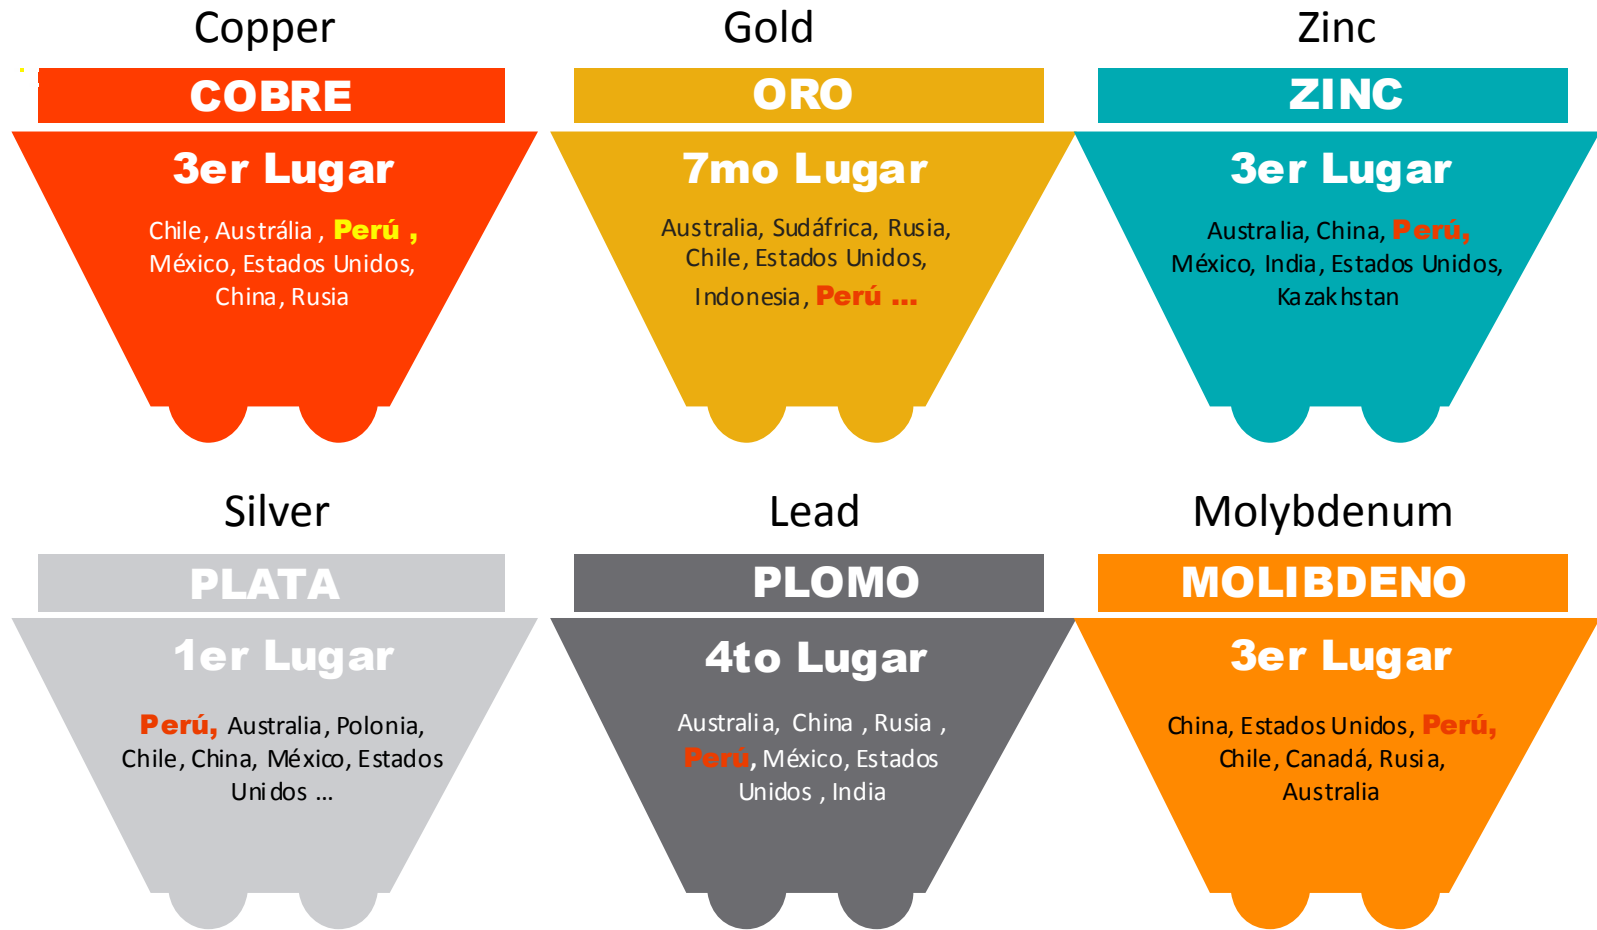 Copper
COBRE
3er Lugar
Chile, Austrália , Perú ,
México, Estados Unidos,
China, Rusia
Gold
ORO
7mo Lugar
Australia, Sudáfrica, Rusia,
Chile, Estados Unidos,
Indonesia, Perú ...
Zinc
ZINC
3er Lugar
Australia, China, Perú,
México, India, Estados Unidos,
Kazakhstan
Silver
PLATA
1er Lugar
Perú, Australia, Polonia,
Chile, China, México, Estados
Unidos ...
Lead
PLOMO
4to Lugar
Australia, China , Rusia ,
Perú, México, Estados
Unidos , India
Molybdenum
MOLIBDENO
3er Lugar
China, Estados Unidos, Perú,
Chile, Canadá, Rusia,
Australia